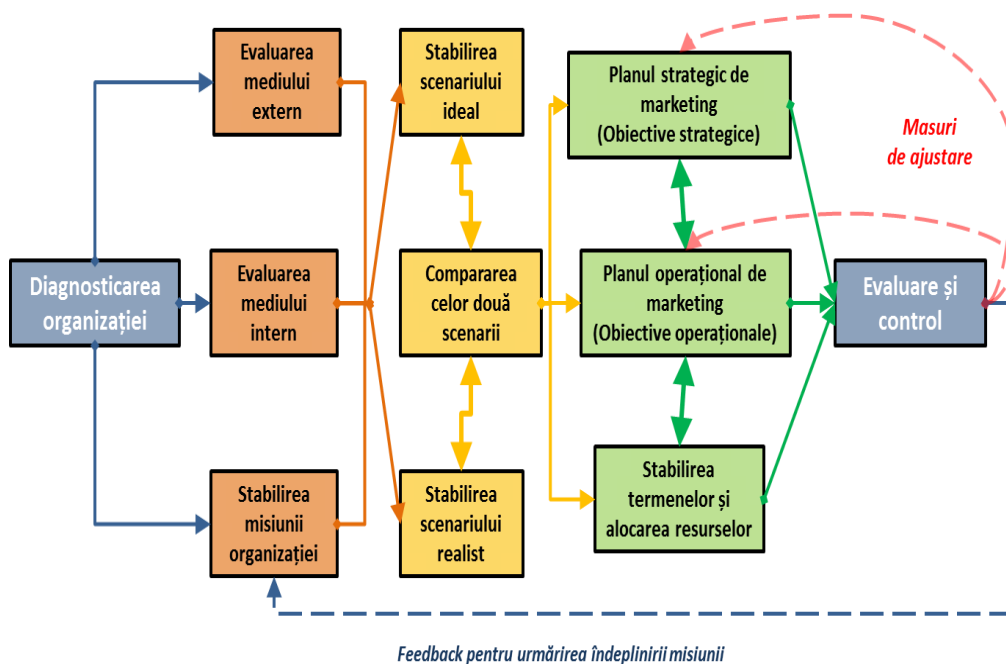 Diagnosticarea
organizației
Evaluarea
mediului
extern
Evaluarea
mediului
intern
Stabilirea
misiunii
organizației
Stabilirea
scenariului
ideal
Compararea
celor două
scenarii
Stabilirea
scenariului
realist
Planul strategic de
marketing
(Obiective strategice)
Planul operațional de
marketing
(Obiective operaționale)
Stabilirea
termenelor și
alocarea resurselor
Evaluare și
control
Masuri
de ajustare
Feedback pentru urmărirea îndeplinirii misiunii